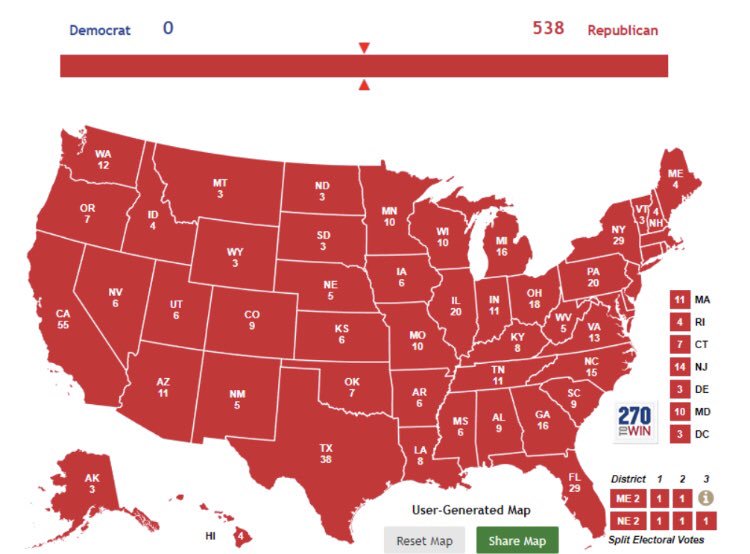 Democrat 0 538 Republican
WA
12
OR
7
CA
55
NV
6
ID
4
MT
3
WY
3
UT
6
AZ
11
CO
9
NM
5
ND
3
SD
3
NE
5
KS
6
OK
7
TX
38
MN
10
IA
6
MO
10
AR
6
LA
8
WI
10
IL
20
MI
16
IN
11
OH
18
KY
8
TN
11
MS
6
AL
9
GA
16
FL
29
SC
9
NC
15
VA
13
WV
5
PA
20
NY
29
VT
3
4
NH
ME
4
AK
3
HI 4
11 MA
4 RI
7 CT
14 NJ
3 DE
10 MD
3 DC
270
TO WIN
District 1 2 3
ME 2 1 1 i
NE 2 1 1 1
Split Electoral Votes
User-Generated Map
Reset Map Share Map